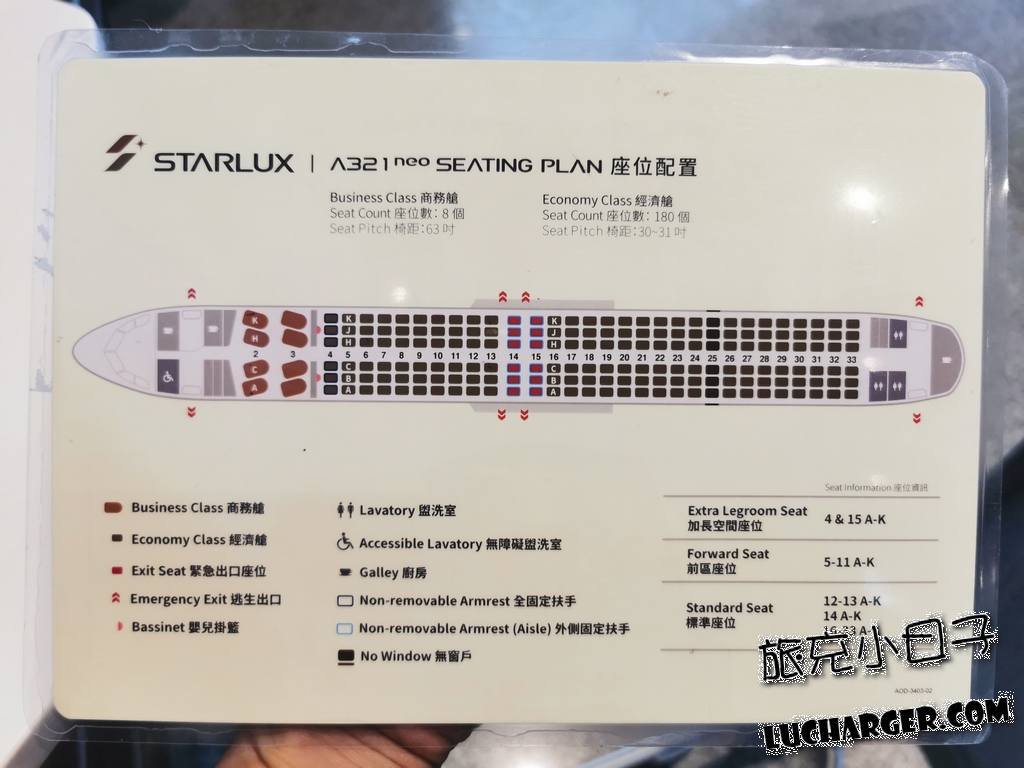 STARLUX | A321neo SEATING PLAN 座位配置
Business Class 商務艙
Seat Count 座位數: 8 個
Seat Pitch 椅距:63 吋
Economy Class 經濟艙
Seat Count 座位數: 180 個
Seat Pitch 椅距:30~31 吋
K K K
H J J
H H
2 3 4 5 6 7 8 9 10 11 12 13 14 15 16 17 18 19 20 21 22 23 24 25 26 27 28 29 30 31 32 33
C C C
B B
A A A
Business Class 商務艙
Economy Class 經濟艙
Exit Seat 緊急出口座位
Emergency Exit 逃生出口
Bassinet 嬰兒掛籃
Lavatory 盥洗室
Accessible Lavatory 無障礙盥洗室
Galley 廚房
Non-removable Armrest 全固定扶手
Non-removable Armrest (Aisle) 外側固定扶手
No Window 無窗戶
Seat Information 座位資訊
Extra Legroom Seat
加長空間座位
4 & 15 A-K
Forward Seat
前區座位
5-11 A-K
Standard Seat
標準座位
12-13 A-K
14 A-K
16-33 A
AOD-3403-02
旅充小日子
LUCHARGER.COM